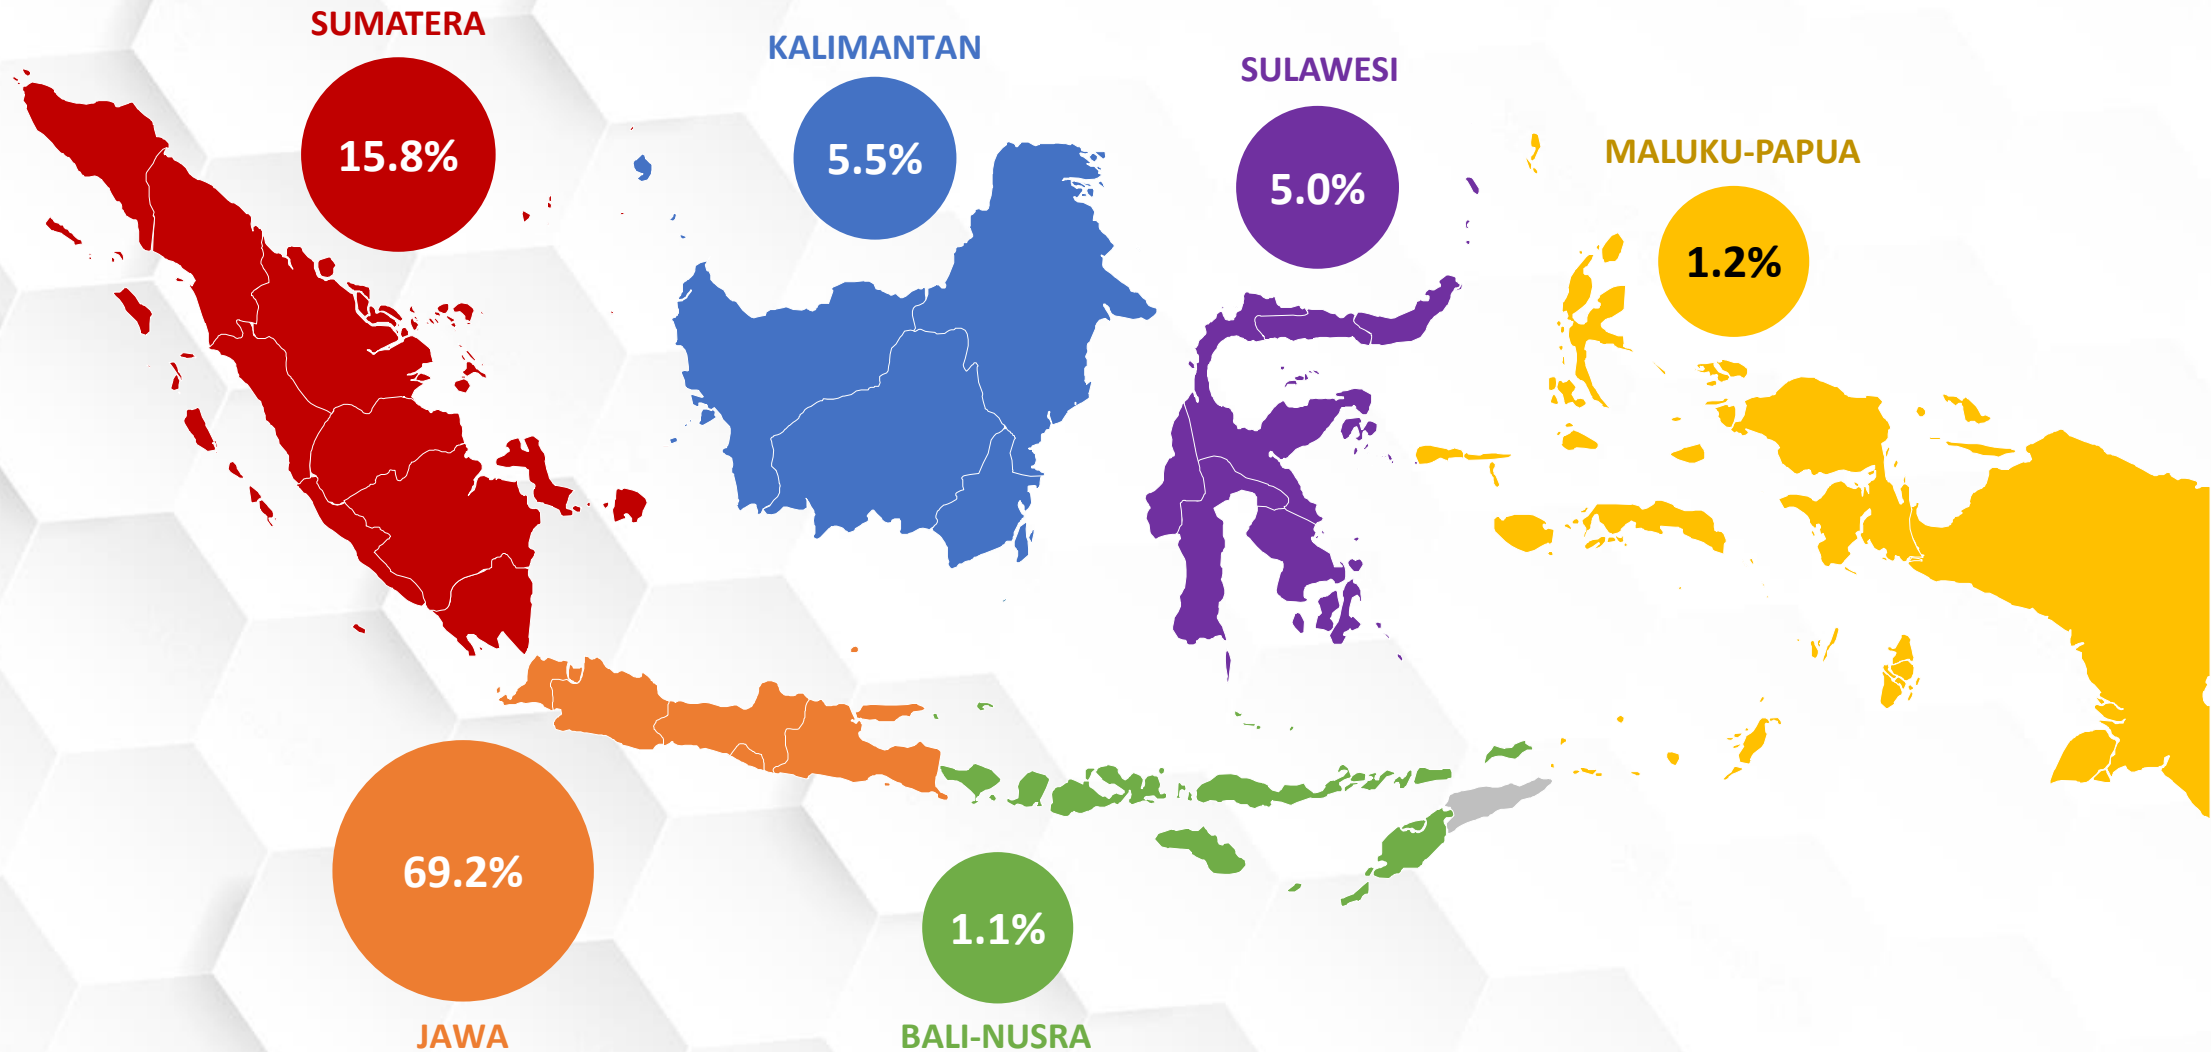 SUMATERA
15.8%
KALIMANTAN
5.5%
SULAWESI
5.0%
MALUKU-PAPUA
1.2%
69.2%
JAWA
1.1%
BALI-NUSRA